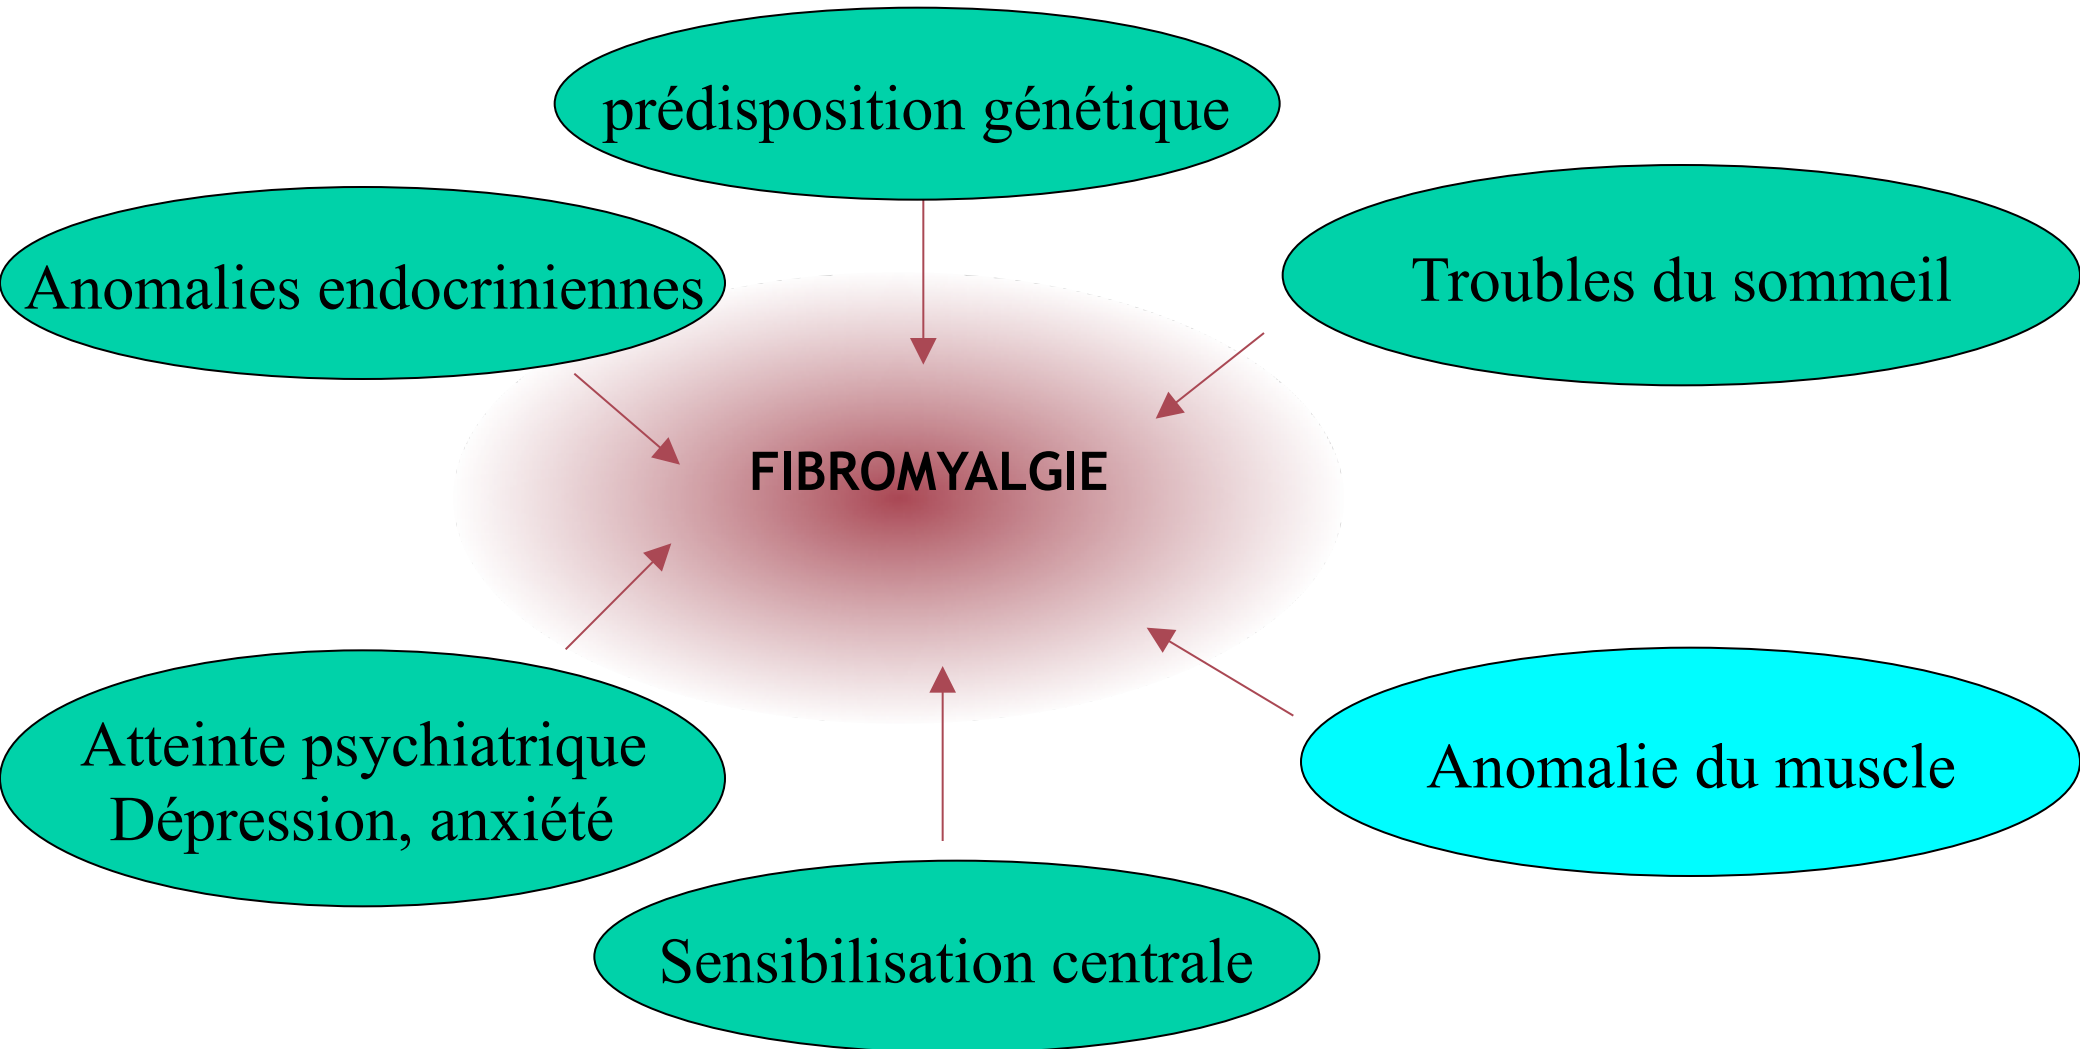 prédisposition génétique
Anomalies endocriniennes
Troubles du sommeil
FIBROMYALGIE
Atteinte psychiatrique
Dépression, anxiété
Anomalie du muscle
Sensibilisation centrale